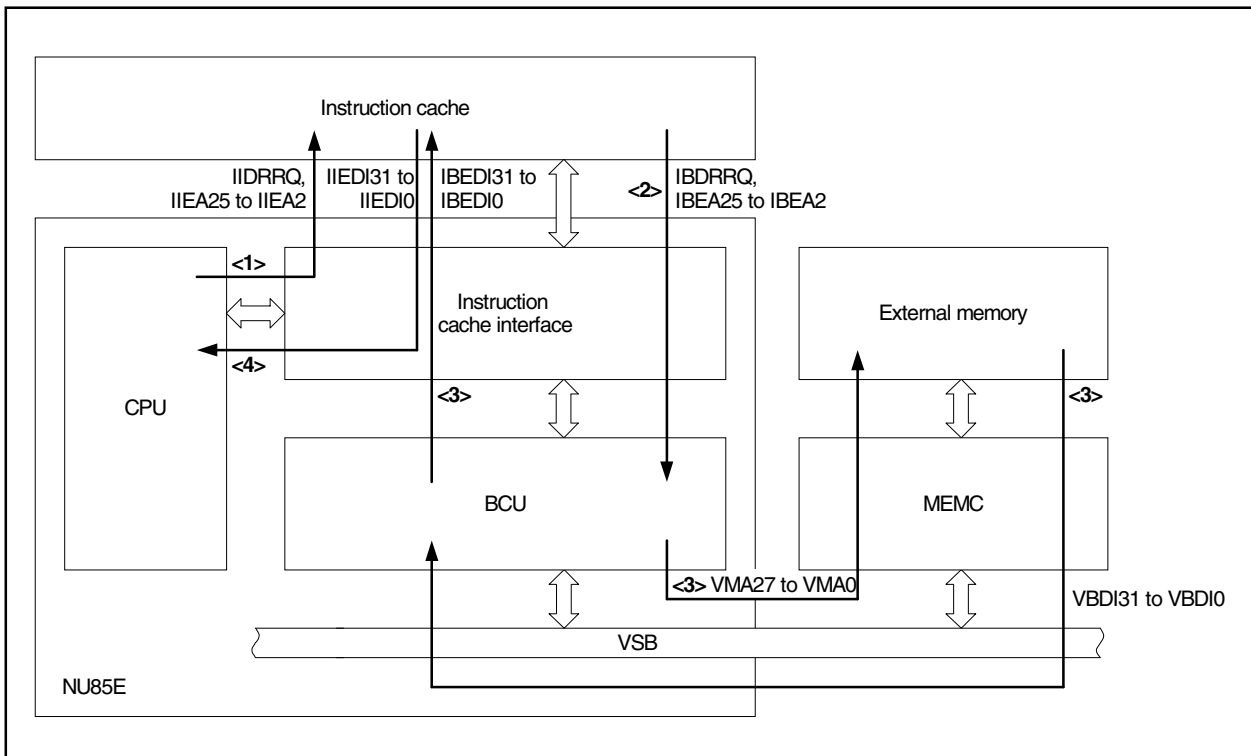 Instruction cache
IIDRRQ,
IIEA25 to IIEA2
IIEDI31 to
IIEDI0
IBEDI31 to
IBEDI0
<2>
IBDRRQ,
IBEA25 to IBEA2
<1>
Instruction
cache interface
External memory
<4>
CPU
<3>
<3>
BCU
MEMC
<3> VMA27 to VMA0
VBDI31 to VBDI0
VSB
NU85E